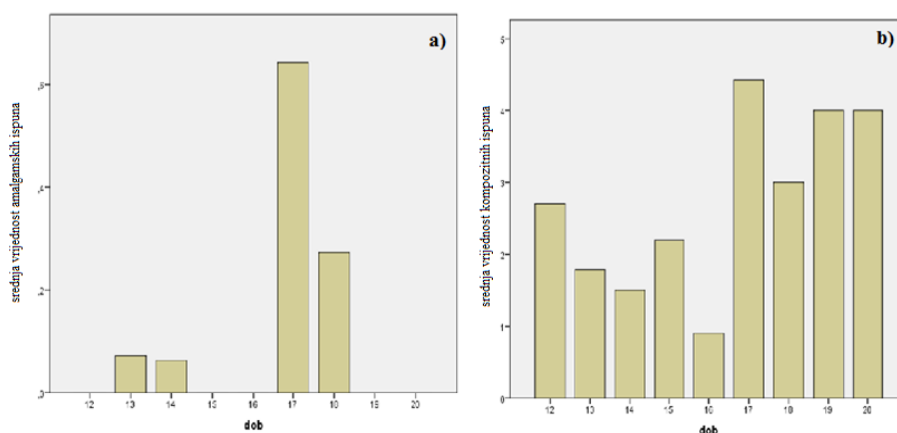 a)
srednja vrijednost amalgamskih ispuna
,4
,2
,0
12 13 14 15 16 17 18 19 20
dob
b)
srednja vrijednost kompozitnih ispuna
5
4
3
2
1
0
12 13 14 15 16 17 18 19 20
dob